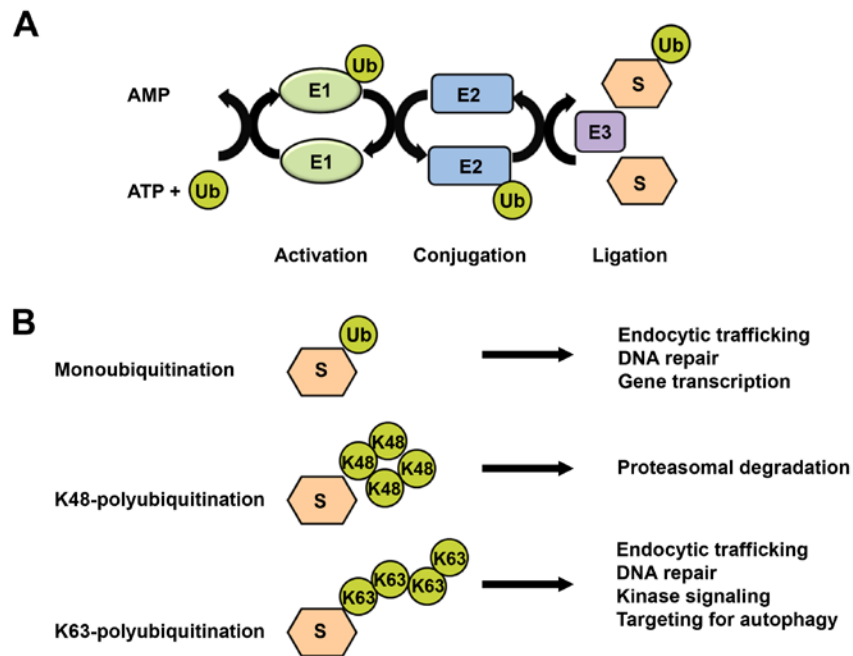 A
Ub
Ub
E1
E2
S
AMP
E3
E1
E2
S
ATP + Ub
Ub
Activation Conjugation Ligation
B
Ub
Monoubiquitination
S
Endocytic trafficking
DNA repair
Gene transcription
K48
K48 K48
K48
K48-polyubiquitination
S
Proteasomal degradation
K63
K63
K63
K63
K63-polyubiquitination
S
Endocytic trafficking
DNA repair
Kinase signaling
Targeting for autophagy